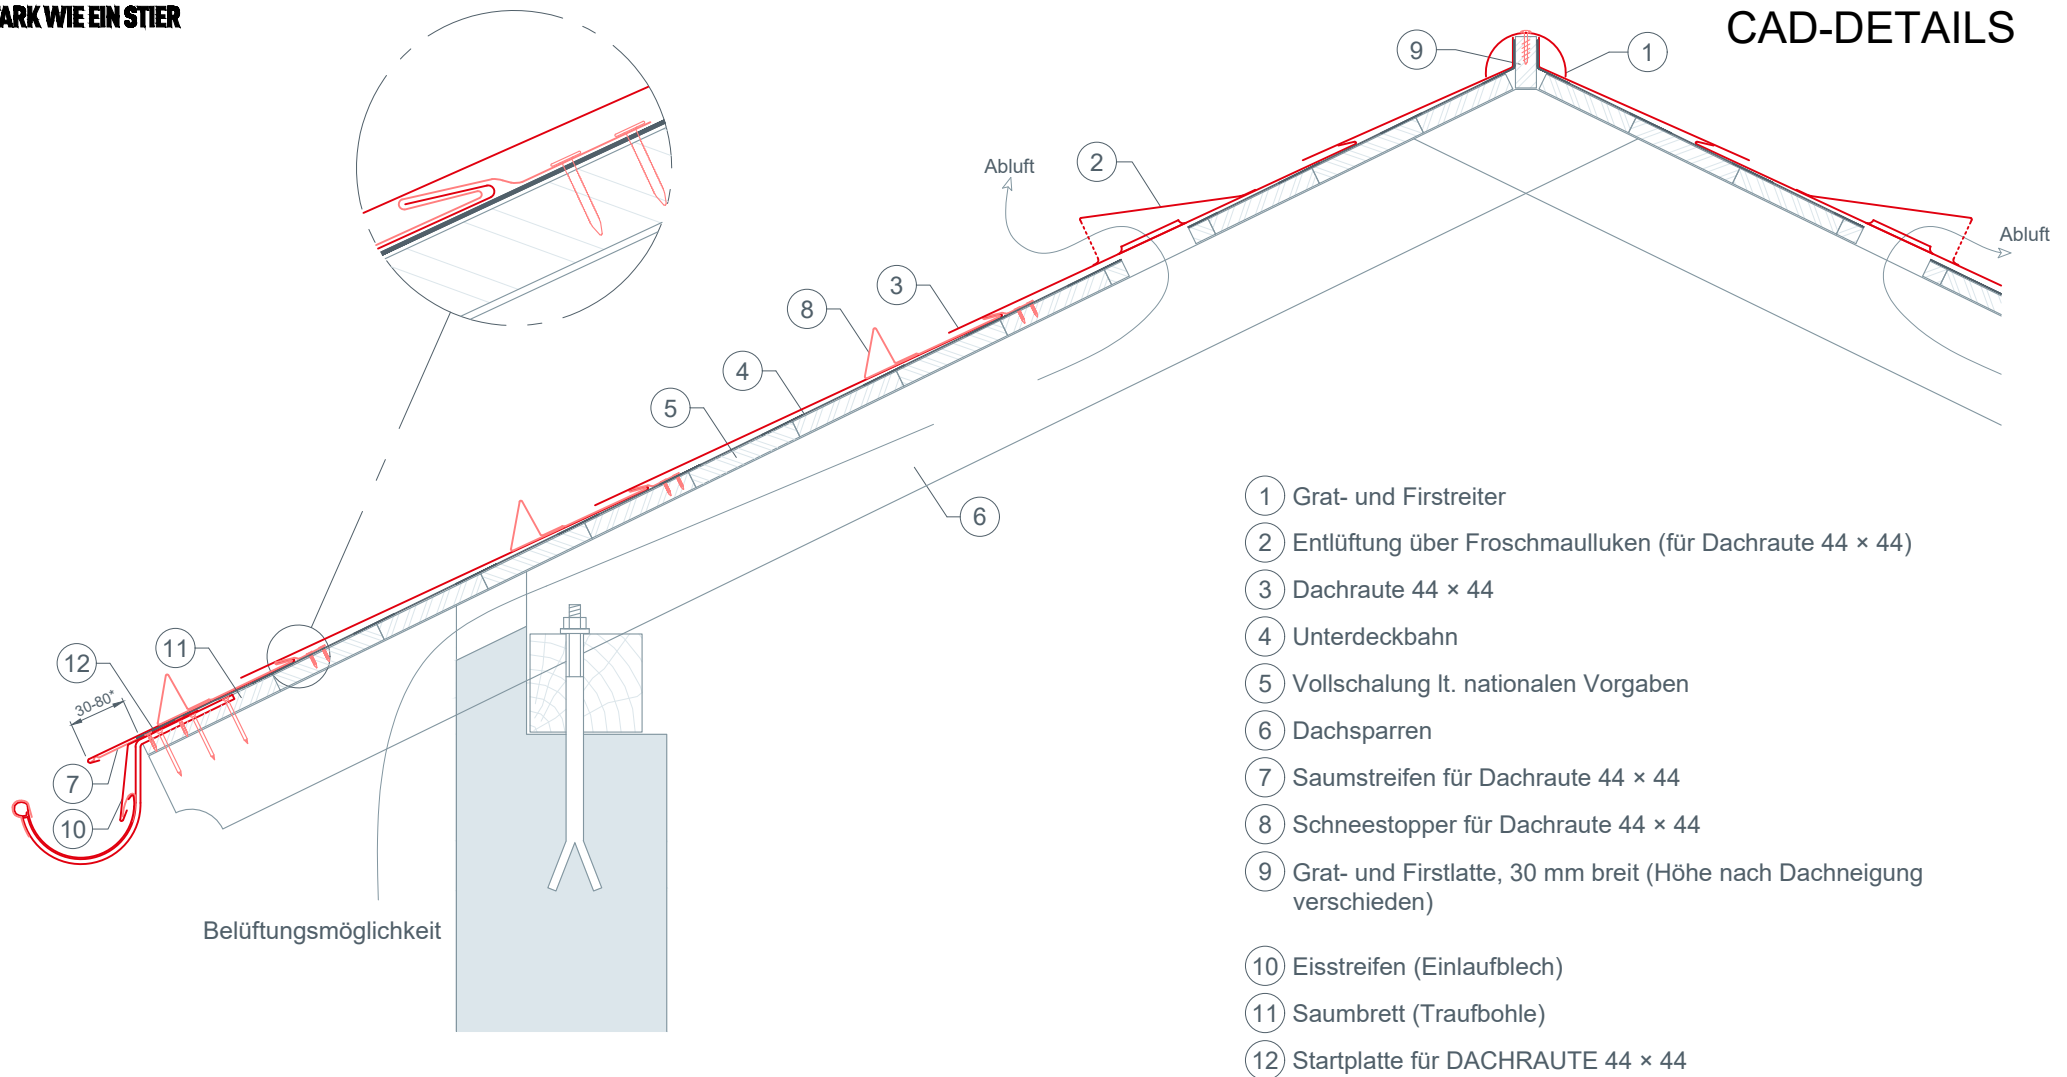 ARK WIE EIN STIER
CAD-DETAILS
9
1
Abluft
2
Abluft
3
8
4
5
6
11
12
30-80*
7
10
Belüftungsmöglichkeit
1 Grat- und Firstreiter
2 Entlüftung über Froschmaulluken (für Dachraute 44 × 44)
3 Dachraute 44 × 44
4 Unterdeckbahn
5 Vollschalung lt. nationalen Vorgaben
6 Dachsparren
7 Saumstreifen für Dachraute 44 × 44
8 Schneestopper für Dachraute 44 × 44
9 Grat- und Firstlatte, 30 mm breit (Höhe nach Dachneigung
verschieden)
10 Eisstreifen (Einlaufblech)
11 Saumbrett (Traufbohle)
12 Startplatte für DACHRAUTE 44 × 44